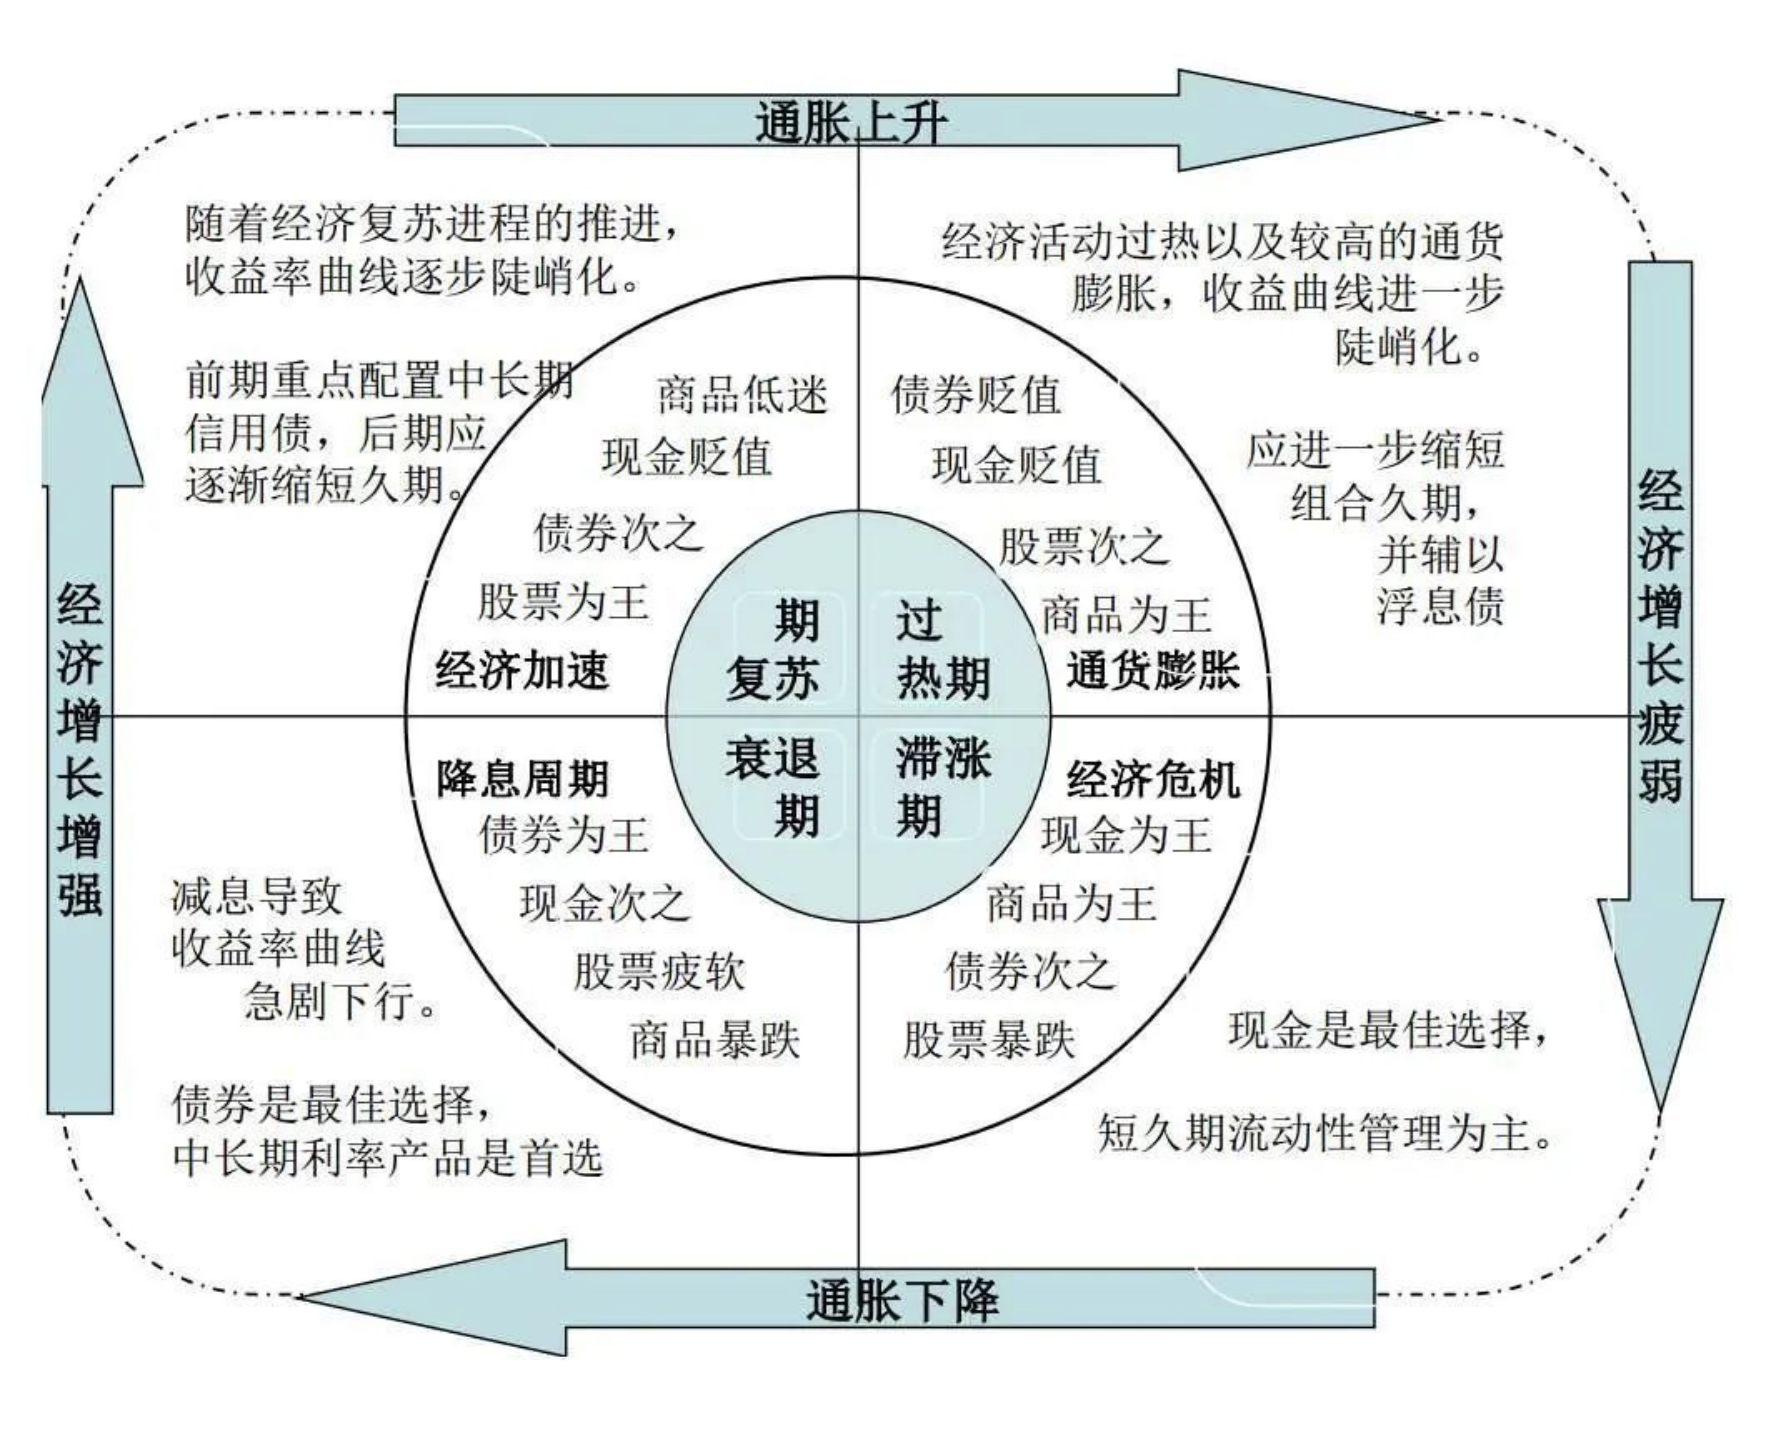 通胀上升
随着经济复苏进程的推进，
收益率曲线逐步陡峭化。
前期重点配置中长期
信用债，后期应
逐渐缩短久期。
经济活动过热以及较高的通货
膨胀，收益曲线进一步
陡峭化。
应进一步缩短
组合久期，
并辅以
浮息债
商品低迷
现金贬值
债券次之
股票为王
经济加速
债券贬值
现金贬值
股票次之
商品为王
通货膨胀
期
复苏
过
热期
衰退
期
滞涨
期
降息周期
债券为王
现金次之
股票疲软
商品暴跌
经济危机
现金为王
商品为王
债券次之
股票暴跌
减息导致
收益率曲线
急剧下行。
债券是最佳选择，
中长期利率产品是首选
现金是最佳选择，
短久期流动性管理为主。
经济增长增强
经济增长疲弱
通胀下降